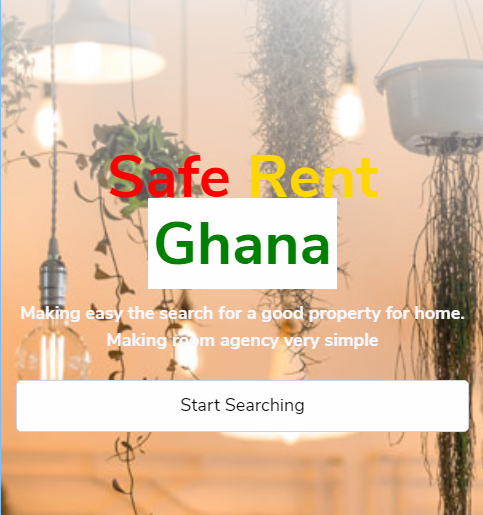 Safe Rent
Ghana
Making easy the search for a good property for home.
Making room agency very simple
Start Searching